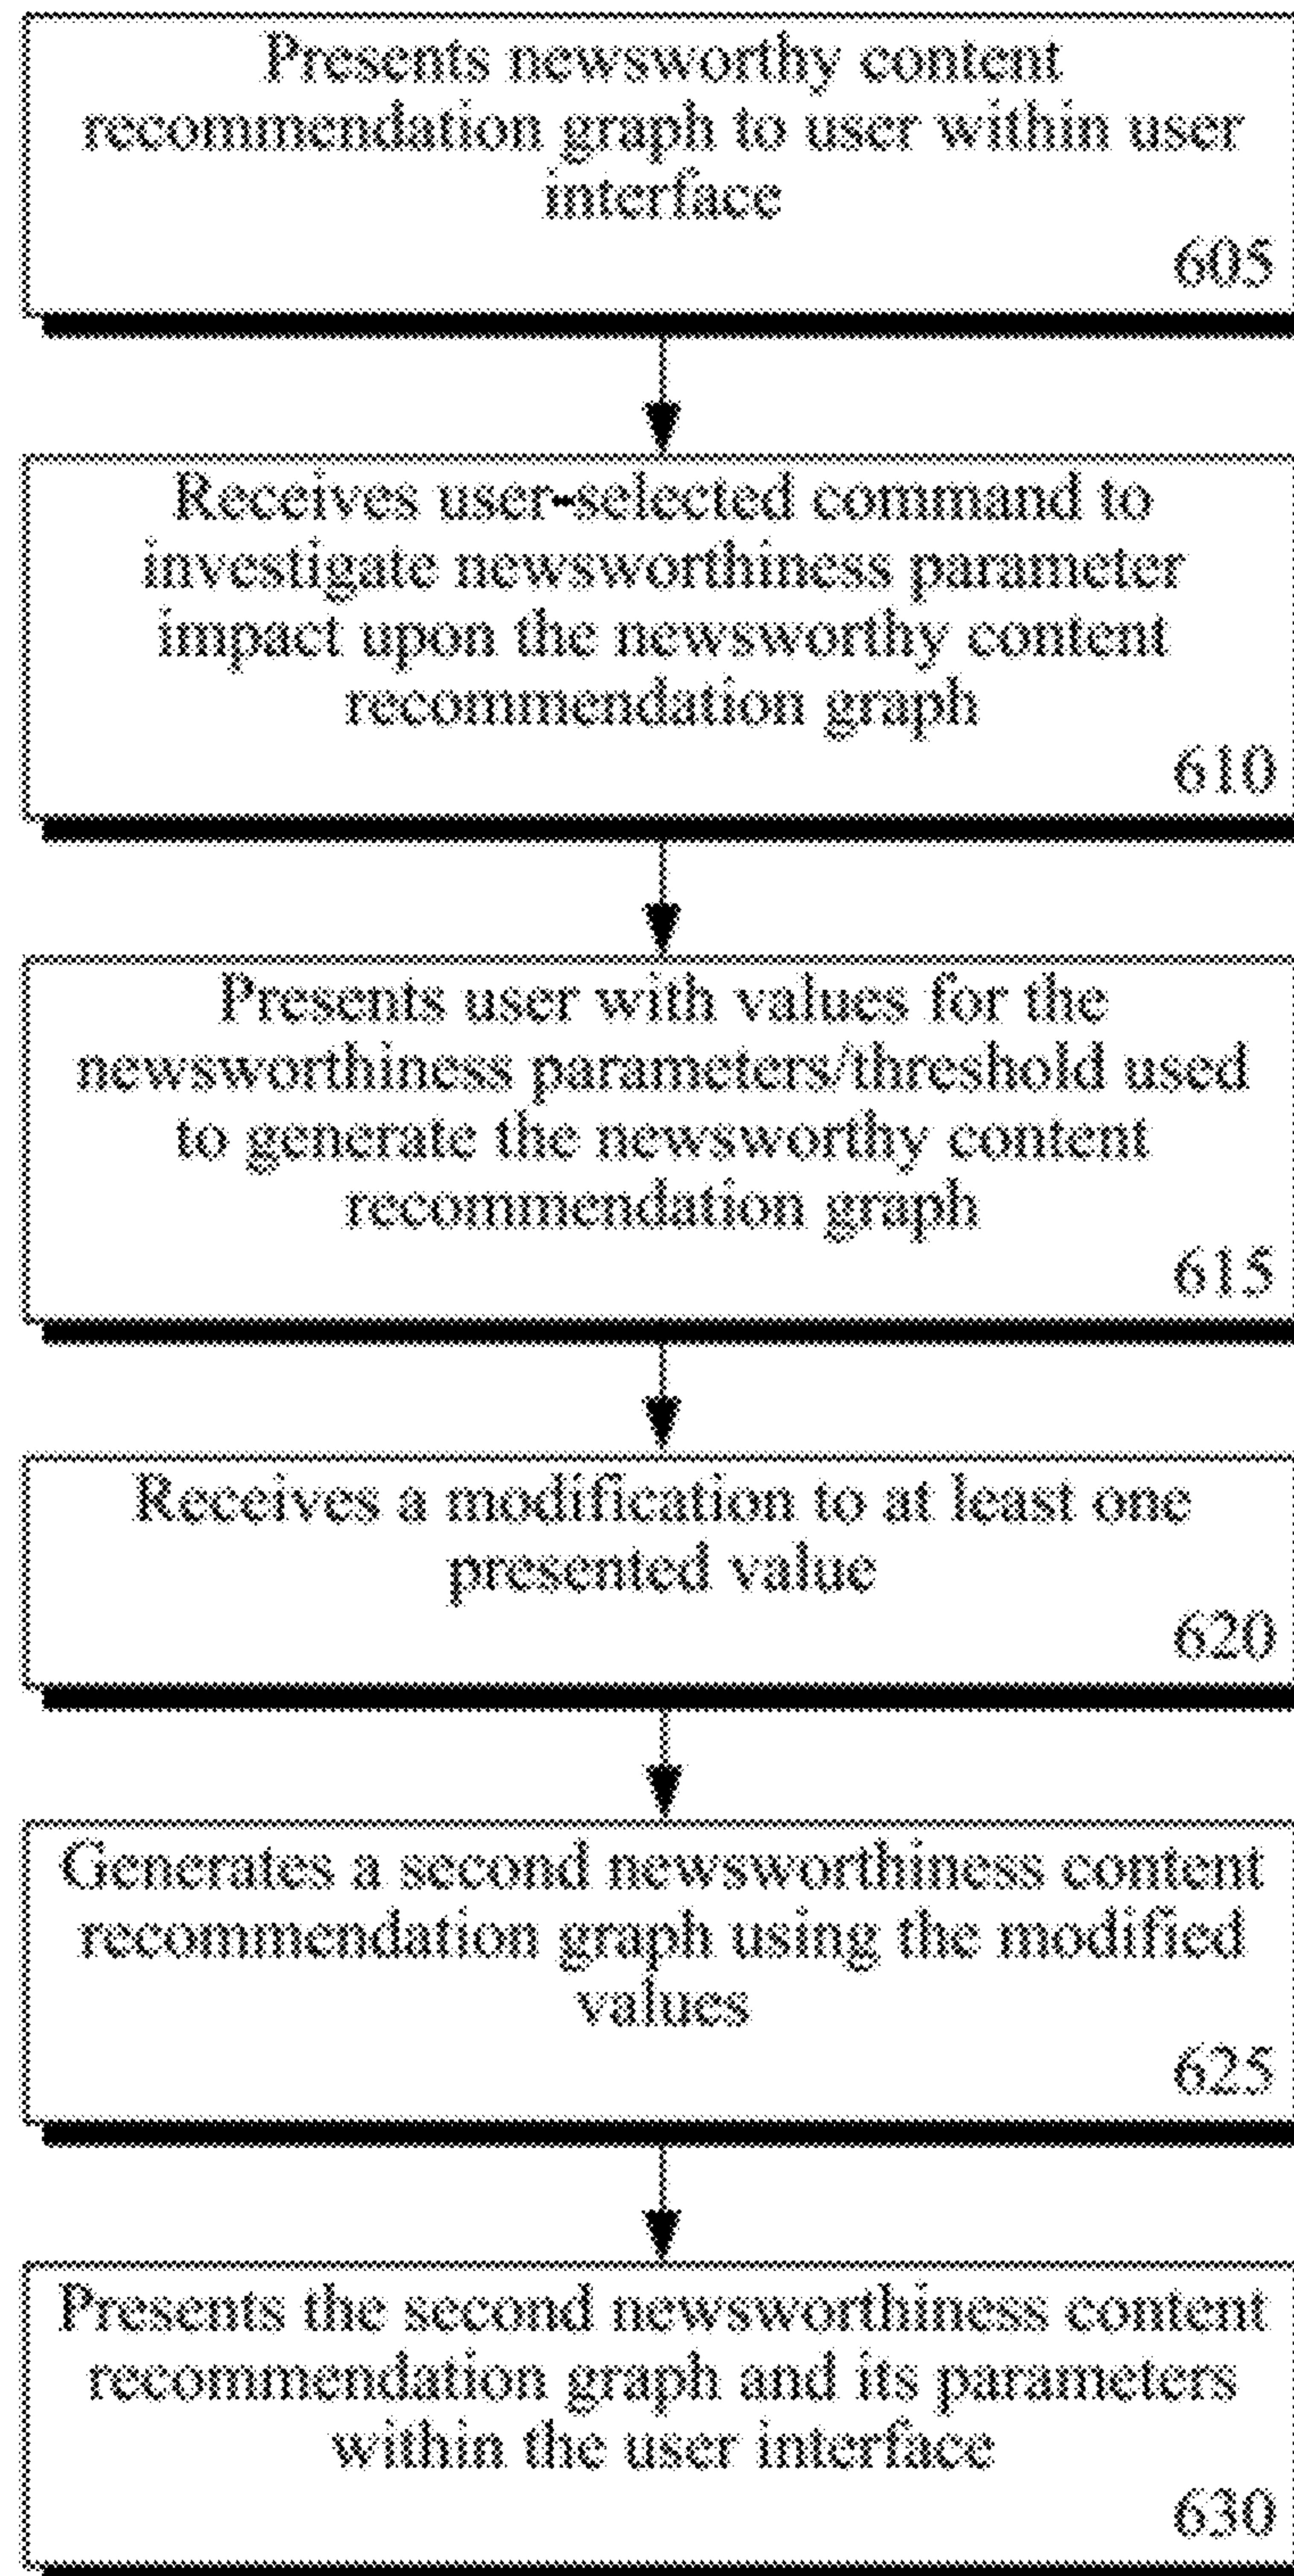 Presents newsworthy content
recommendation graph to user within user
interface
605
Receives user-selected command to
investigate newsworthiness parameter
impact upon the newsworthy content
recommendation graph
610
Presents user with values for the
newsworthiness parameters/threshold used
to generate the newsworthy content
recommendation graph
615
Receives a modification to at least one
presented value
620
Generates a second newsworthiness content
recommendation graph using the modified
values
625
Presents the second newsworthiness content
recommendation graph and its parameters
within the user interface
630